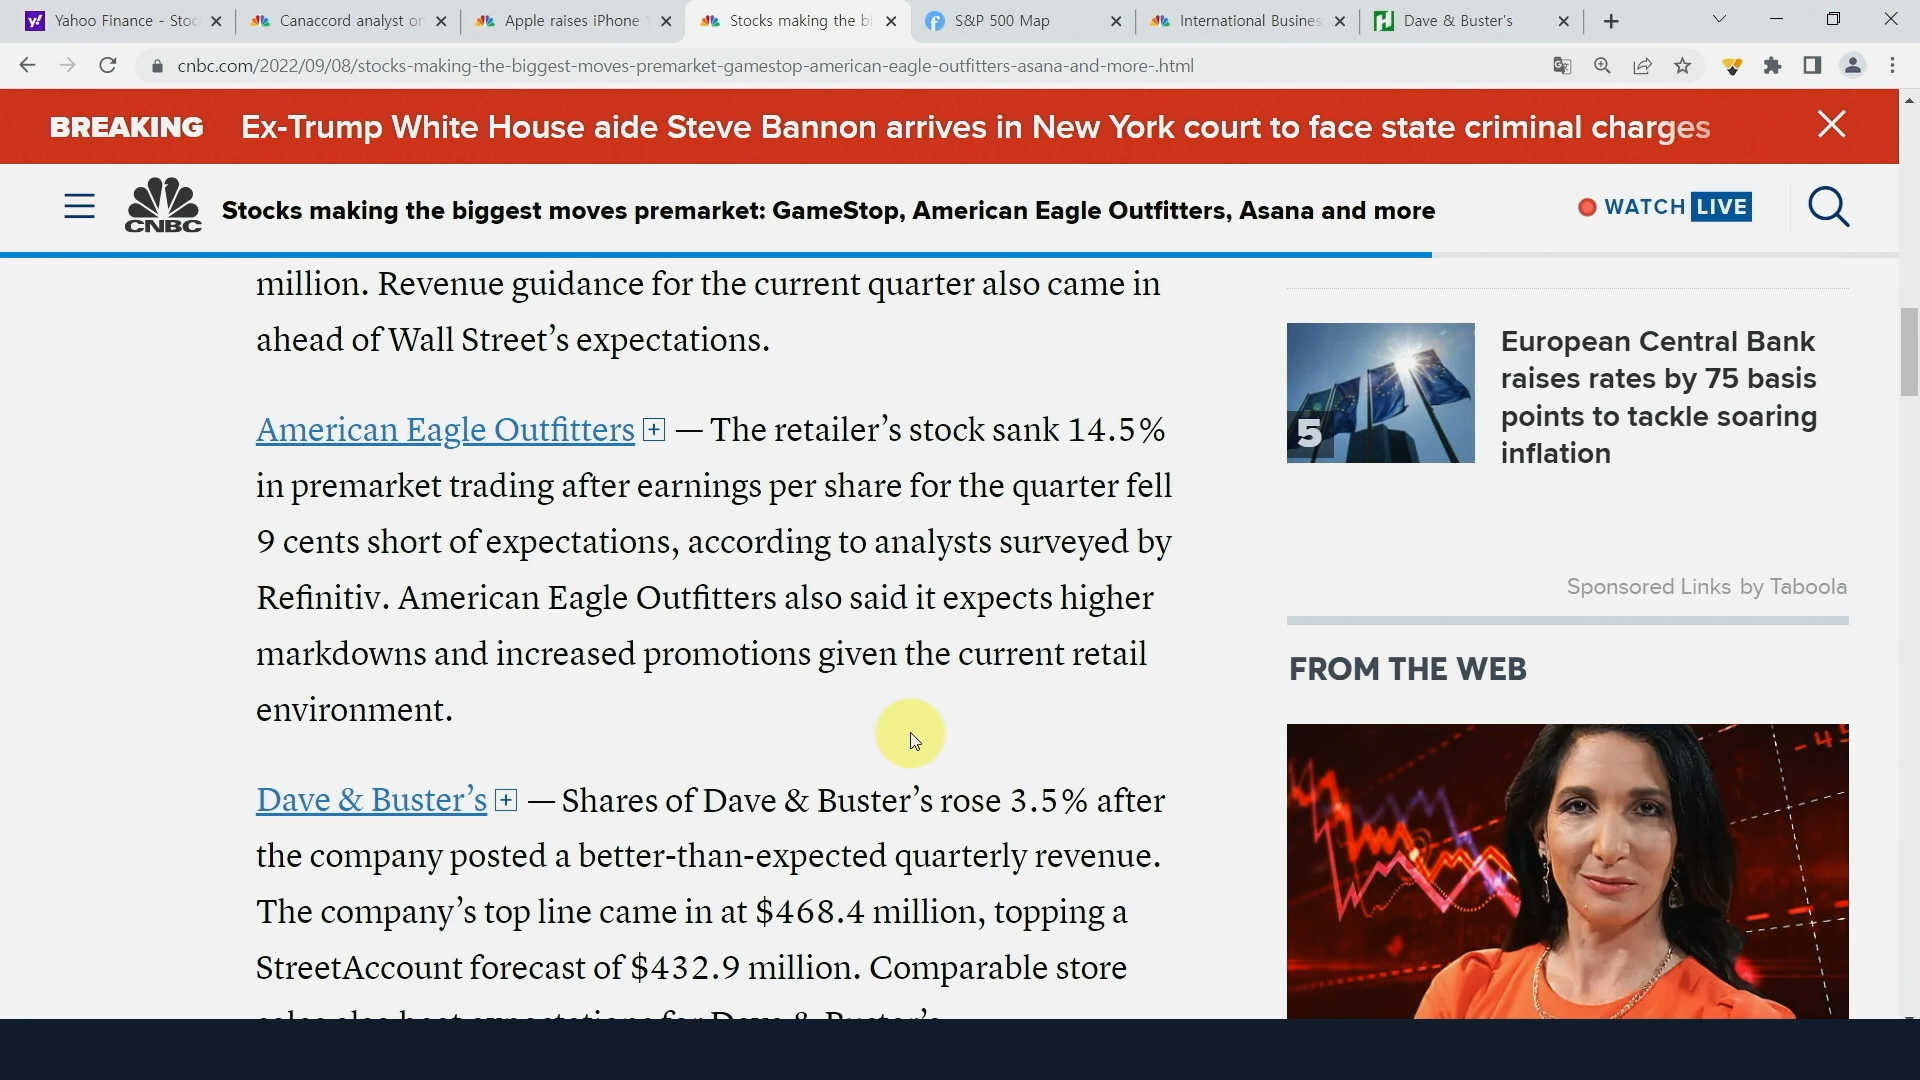 Yahoo Finance - Stoc
Canaccord analyst on
Apple raises iPhone 1
Stocks making the bi
S&P 500 Map
International Busines
Dave & Buster's
cnbc.com/2022/09/08/stocks-making-the-biggest-moves-premarket-gamestop-american-eagle-outfitters-asana-and-more-.html
BREAKING Ex-Trump White House aide Steve Bannon arrives in New York court to face state criminal charges
CNBC
Stocks making the biggest moves premarket: GameStop, American Eagle Outfitters, Asana and more
WATCH LIVE
million. Revenue guidance for the current quarter also came in
ahead of Wall Street’s expectations.
American Eagle Outfitters — The retailer’s stock sank 14.5%
in premarket trading after earnings per share for the quarter fell
9 cents short of expectations, according to analysts surveyed by
Refinitiv. American Eagle Outfitters also said it expects higher
markdowns and increased promotions given the current retail
environment.
Dave & Buster’s — Shares of Dave & Buster’s rose 3.5% after
the company posted a better-than-expected quarterly revenue.
The company’s top line came in at $468.4 million, topping a
StreetAccount forecast of $432.9 million. Comparable store
sales also beat expectations for Dave & Buster’s
5
European Central Bank
raises rates by 75 basis
points to tackle soaring
inflation
Sponsored Links by Taboola
FROM THE WEB